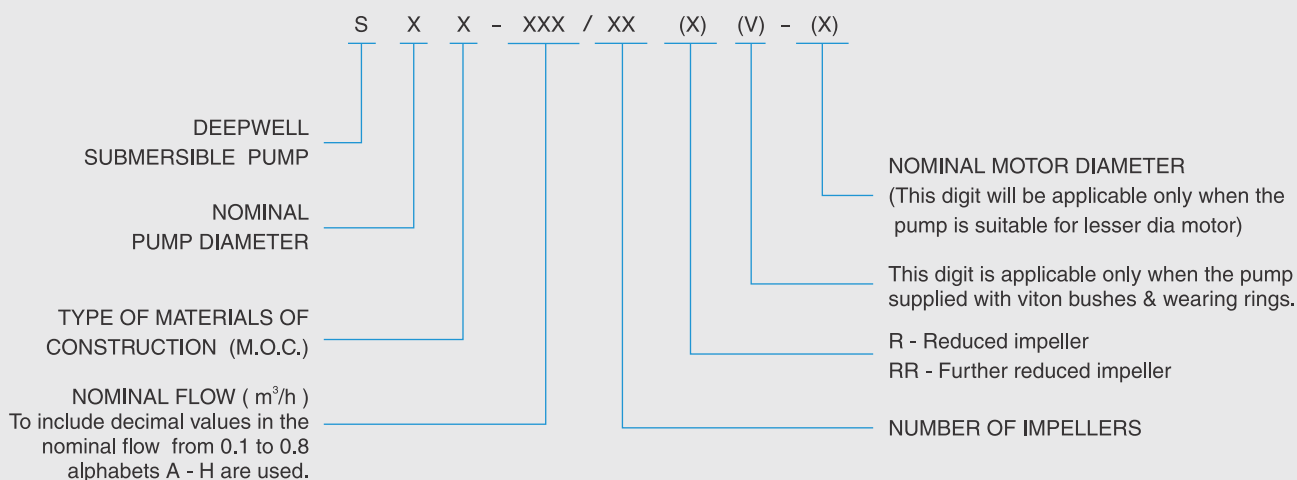 S X X – XXX / XX (X) (V) – (X)
DEEPWELL
SUBMERSIBLE PUMP
NOMINAL
PUMP DIAMETER
TYPE OF MATERIALS OF
CONSTRUCTION (M.O.C.)
NOMINAL FLOW ( m³/h )
To include decimal values in the
nominal flow from 0.1 to 0.8
alphabets A - H are used.
NOMINAL MOTOR DIAMETER
(This digit will be applicable only when the
pump is suitable for lesser dia motor)
This digit is applicable only when the pump
supplied with viton bushes & wearing rings.
R - Reduced impeller
RR - Further reduced impeller
NUMBER OF IMPELLERS